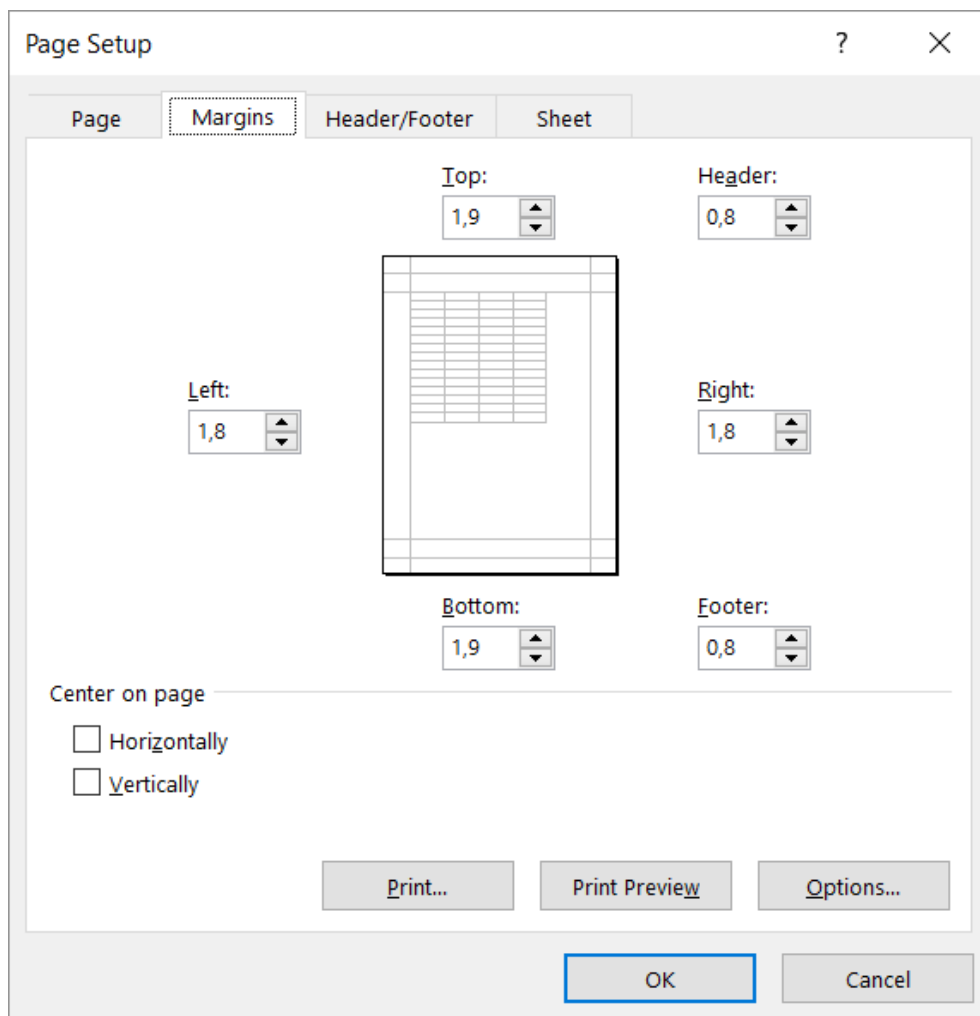 Page Setup ?
Page Margins Header/Footer Sheet
Top: Header:
1,9 0,8
Left: Right:
1,8 1,8
Bottom: Footer:
1,9 0,8
Center on page
Horizontally
Vertically
Print... Print Preview Options...
OK Cancel